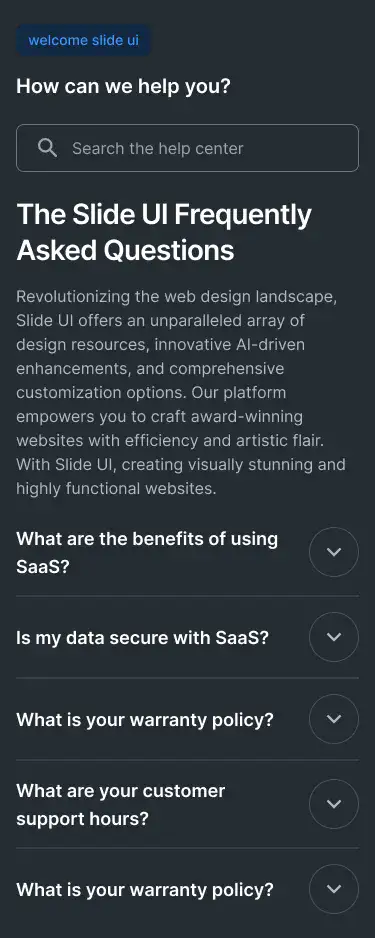 welcome slide ui
How can we help you?
Search the help center
The Slide UI Frequently
Asked Questions
Revolutionizing the web design landscape,
Slide UI offers an unparalleled array of
design resources, innovative AI-driven
enhancements, and comprehensive
customization options. Our platform
empowers you to craft award-winning
websites with efficiency and artistic flair.
With Slide UI, creating visually stunning and
highly functional websites.
What are the benefits of using
SaaS?
Is my data secure with SaaS?
What is your warranty policy?
What are your customer
support hours?
What is your warranty policy?